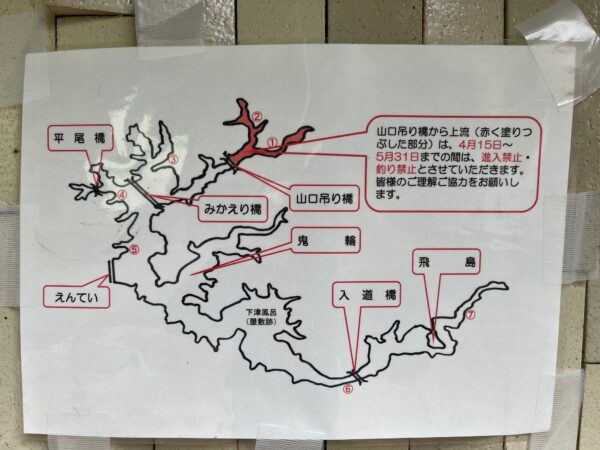 ②
①
山口吊り橋から上流（赤く塗りつ
ぶした部分）は、4月15日～
5月31日までの間は、進入禁止・
釣り禁止とさせていただきます。
皆様のご理解ご協力をお願いし
ます。
平尾橋
③
山口吊り橋
④
みかえり橋
鬼輪
⑤
飛島
えんてい
入道橋
下津風呂
（屋敷跡）
⑦
⑥